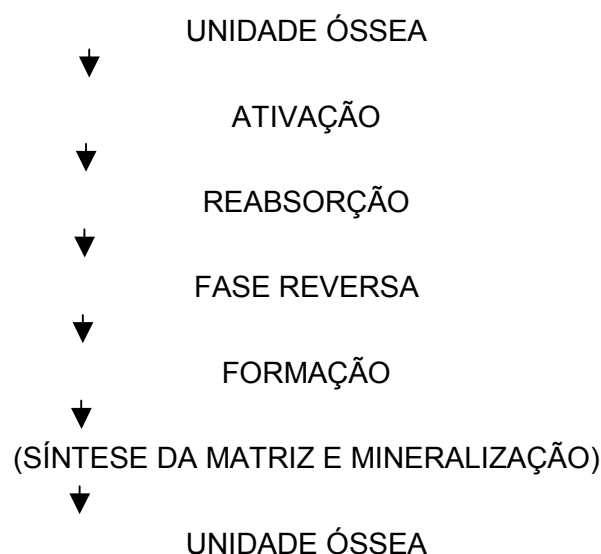 UNIDADE ÓSSEA
ATIVAÇÃO
REABSORÇÃO
FASE REVERSA
FORMAÇÃO
(SÍNTESE DA MATRIZ E MINERALIZAÇÃO)
UNIDADE ÓSSEA